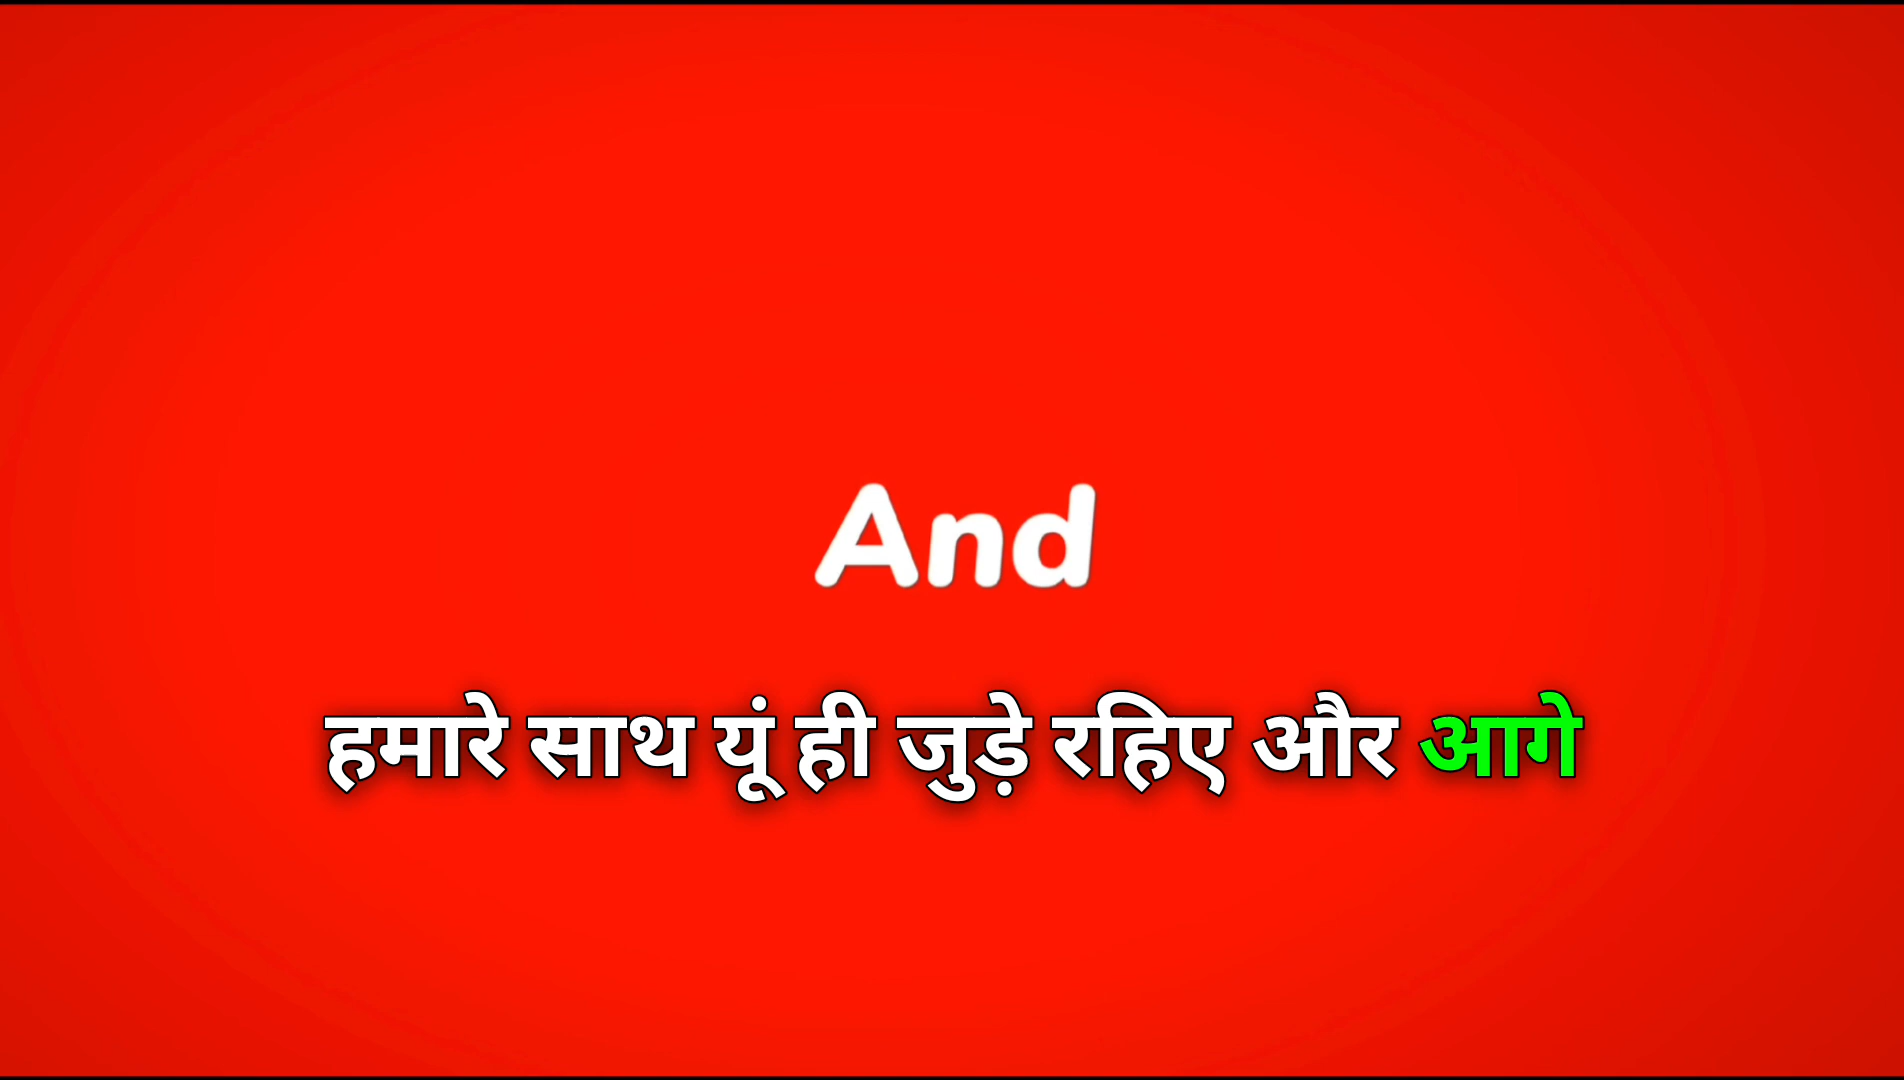 And
हमारे साथ यूं ही जुड़े रहिए और आगे